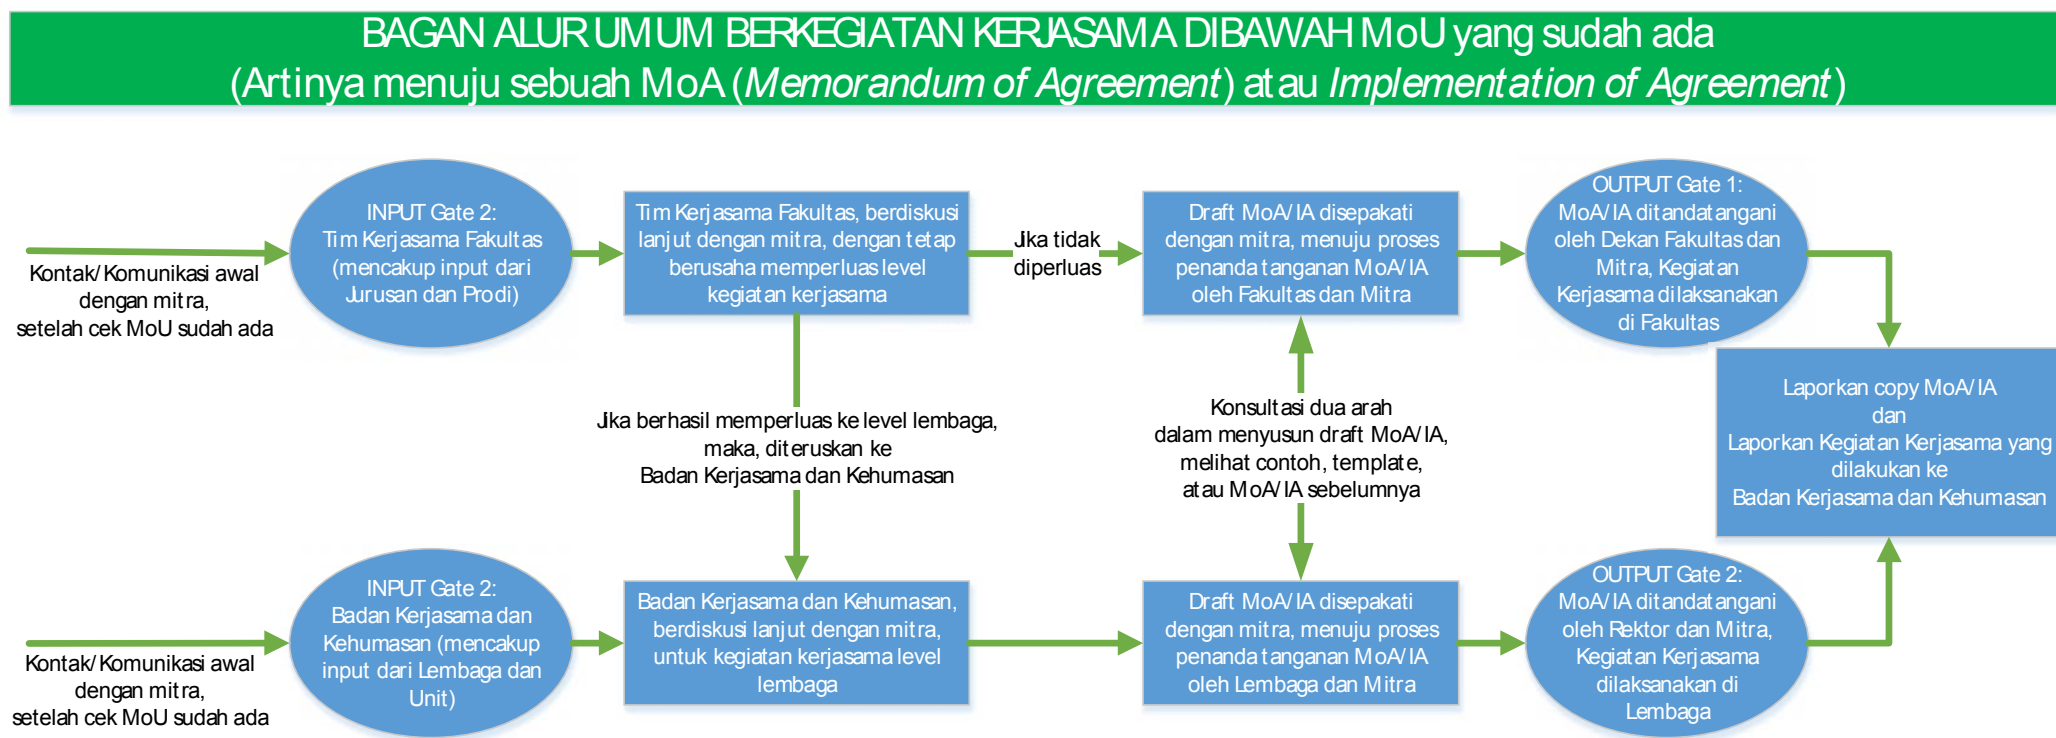 BAGAN ALUR UMUM BERKEGIATAN KERJASAMA DIBAWAH MoU yang sudah ada
(Artinya menuju sebuah MoA (Memorandum of Agreement) atau Implementation of Agreement)
Kontak/Komunikasi awal
dengan mitra,
setelah cek MoU sudah ada
INPUT Gate 2:
Tim Kerjasama Fakultas
(mencakup input dari
Jurusan dan Prodi)
Tim Kerjasama Fakultas, berdiskusi
lanjut dengan mitra, dengan tetap
berusaha memperluas level
kegiatan kerjasama
Jika tidak
diperluas
Draft MoA/IA disepakati
dengan mitra, menuju proses
penandatanganan MoA/IA
oleh Fakultas dan Mitra
OUTPUT Gate 1:
MoA/IA ditandatangani
oleh Dekan Fakultas dan
Mitra, Kegiatan
Kerjasama dilaksanakan
di Fakultas
Jika berhasil memperluas ke level lembaga,
maka, diteruskan ke
Badan Kerjasama dan Kehumasan
Konsultasi dua arah
dalam menyusun draft MoA/IA,
melihat contoh, template,
atau MoA/IA sebelumnya
Laporkan copy MoA/IA
dan
Laporkan Kegiatan Kerjasama yang
dilakukan ke
Badan Kerjasama dan Kehumasan
Kontak/Komunikasi awal
dengan mitra,
setelah cek MoU sudah ada
INPUT Gate 2:
Badan Kerjasama dan
Kehumasan (mencakup
input dari Lembaga dan
Unit)
Badan Kerjasama dan Kehumasan,
berdiskusi lanjut dengan mitra,
untuk kegiatan kerjasama level
lembaga
Draft MoA/IA disepakati
dengan mitra, menuju proses
penandatanganan MoA/IA
oleh Lembaga dan Mitra
OUTPUT Gate 2:
MoA/IA ditandatangani
oleh Rektor dan Mitra,
Kegiatan Kerjasama
dilaksanakan di
Lembaga